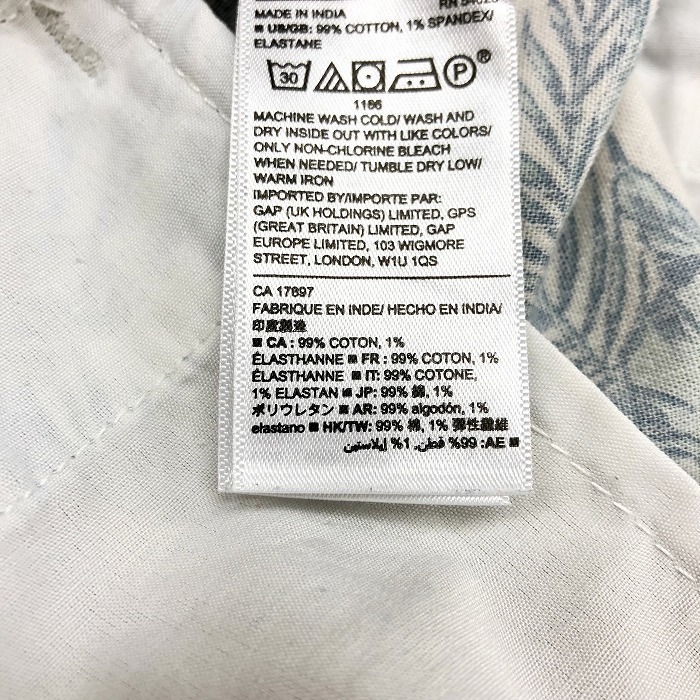 MADE IN INDIA RN 54023
■ US/GB: 99% COTTON, 1% SPANDEX/
ELASTANE
30 P ®
1166
MACHINE WASH COLD/ WASH AND
DRY INSIDE OUT WITH LIKE COLORS/
ONLY NON-CHLORINE BLEACH
WHEN NEEDED/ TUMBLE DRY LOW/
WARM IRON
IMPORTED BY/IMPORTE PAR:
GAP (UK HOLDINGS) LIMITED, GPS
(GREAT BRITAIN) LIMITED, GAP
EUROPE LIMITED, 103 WIGMORE
STREET, LONDON, W1U 1QS
CA 17897
FABRIQUE EN INDE/ HECHO EN INDIA/
印度製造
■ CA : 99% COTON, 1%
ÉLASTHANNE ■ FR : 99% COTON, 1%
ÉLASTHANNE ■ IT: 99% COTONE,
1% ELASTAN ■ JP: 99% 綿, 1%
ポリウレタン ■ AR: 99% algodón, 1%
elastano ■ HK/TW: 99% 棉, 1% 彈性纖維
■ AE: 99% قطن, 1% إيلاستين